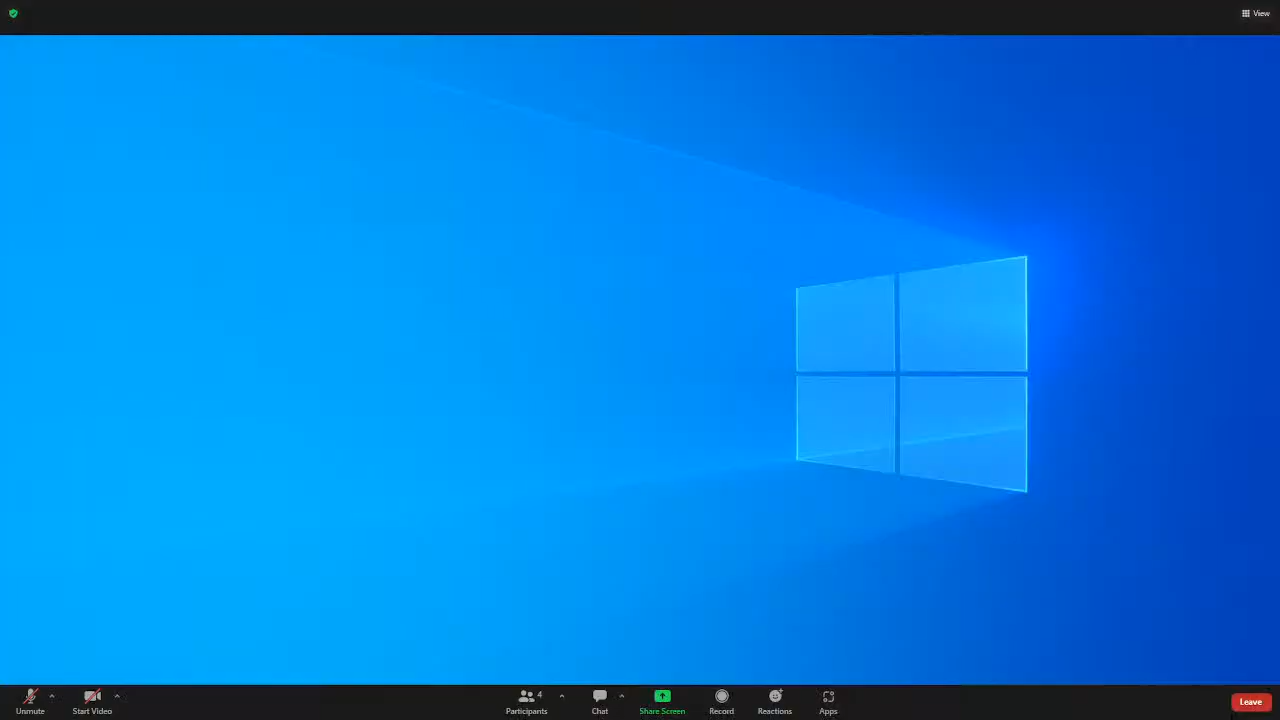 View
4
Unmute
Start Video
Participants
Chat
Share Screen
Record
Reactions
Apps
Leave